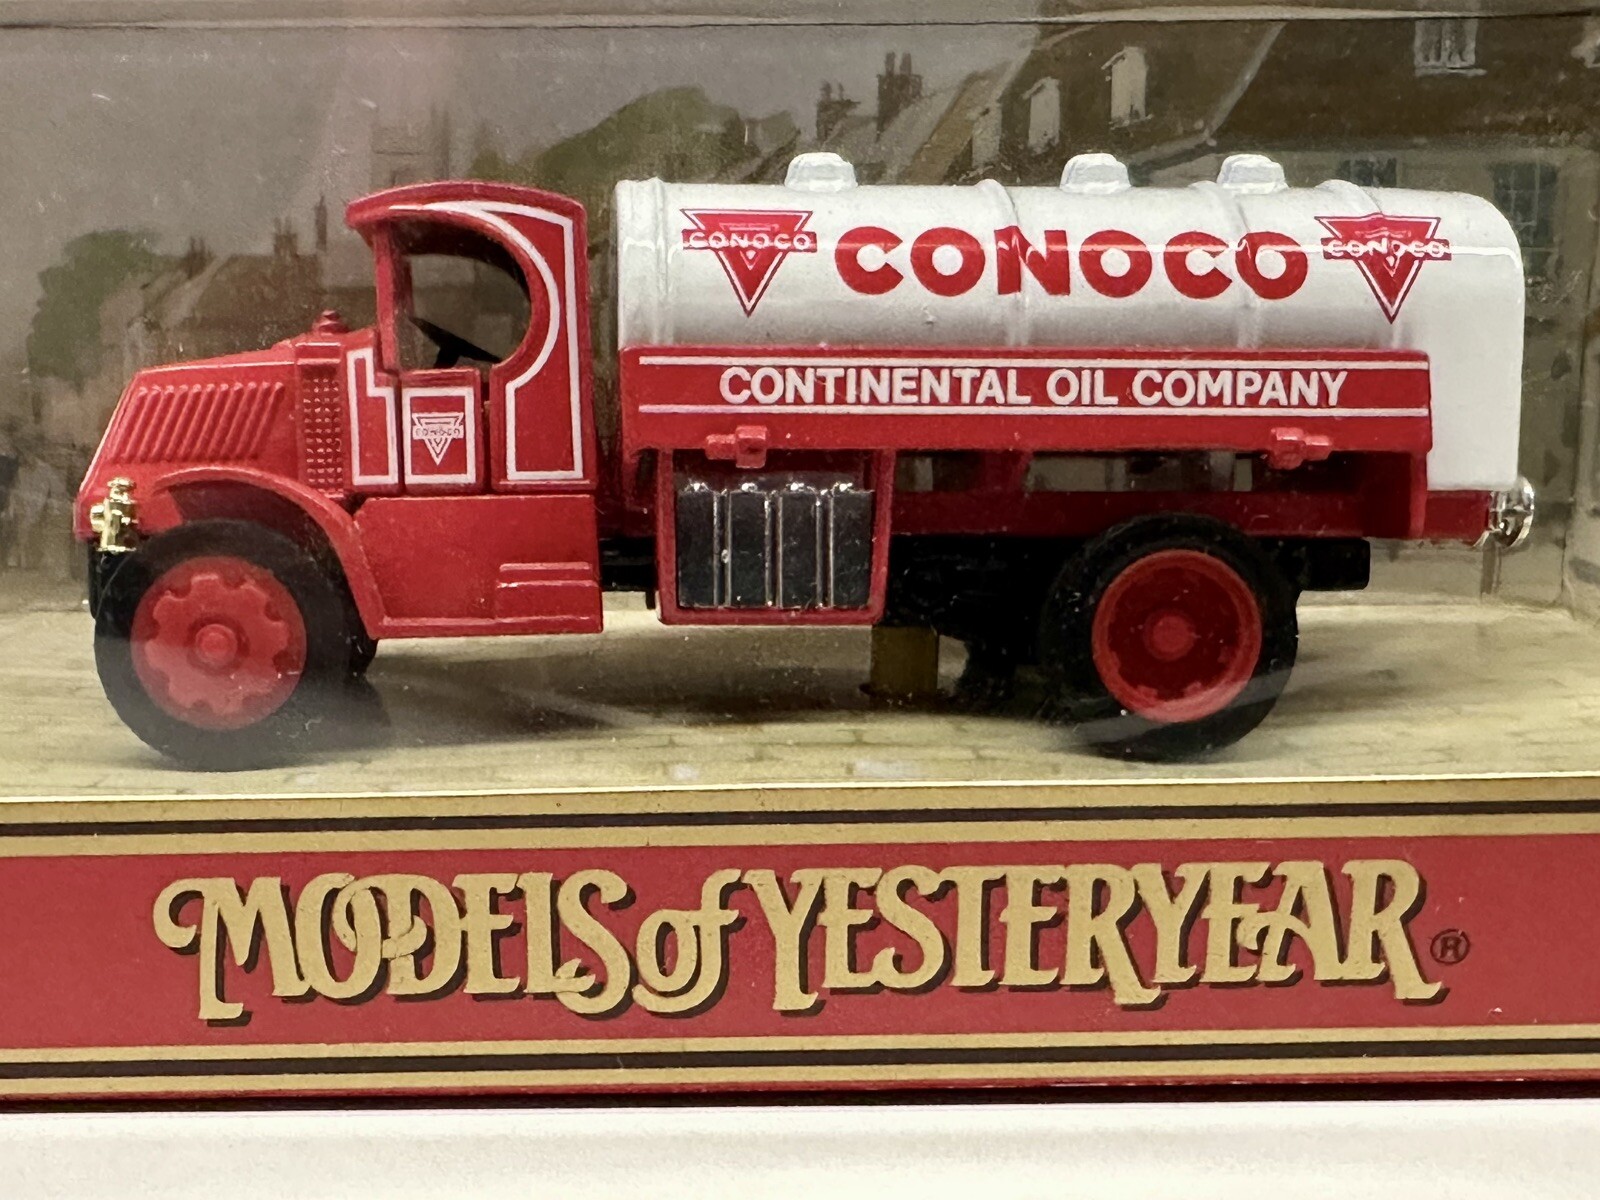 CONOCO
CONOCO
CONOCO
CONTINENTAL OIL COMPANY
CONOCO
MODELS of YESTERYEAR®